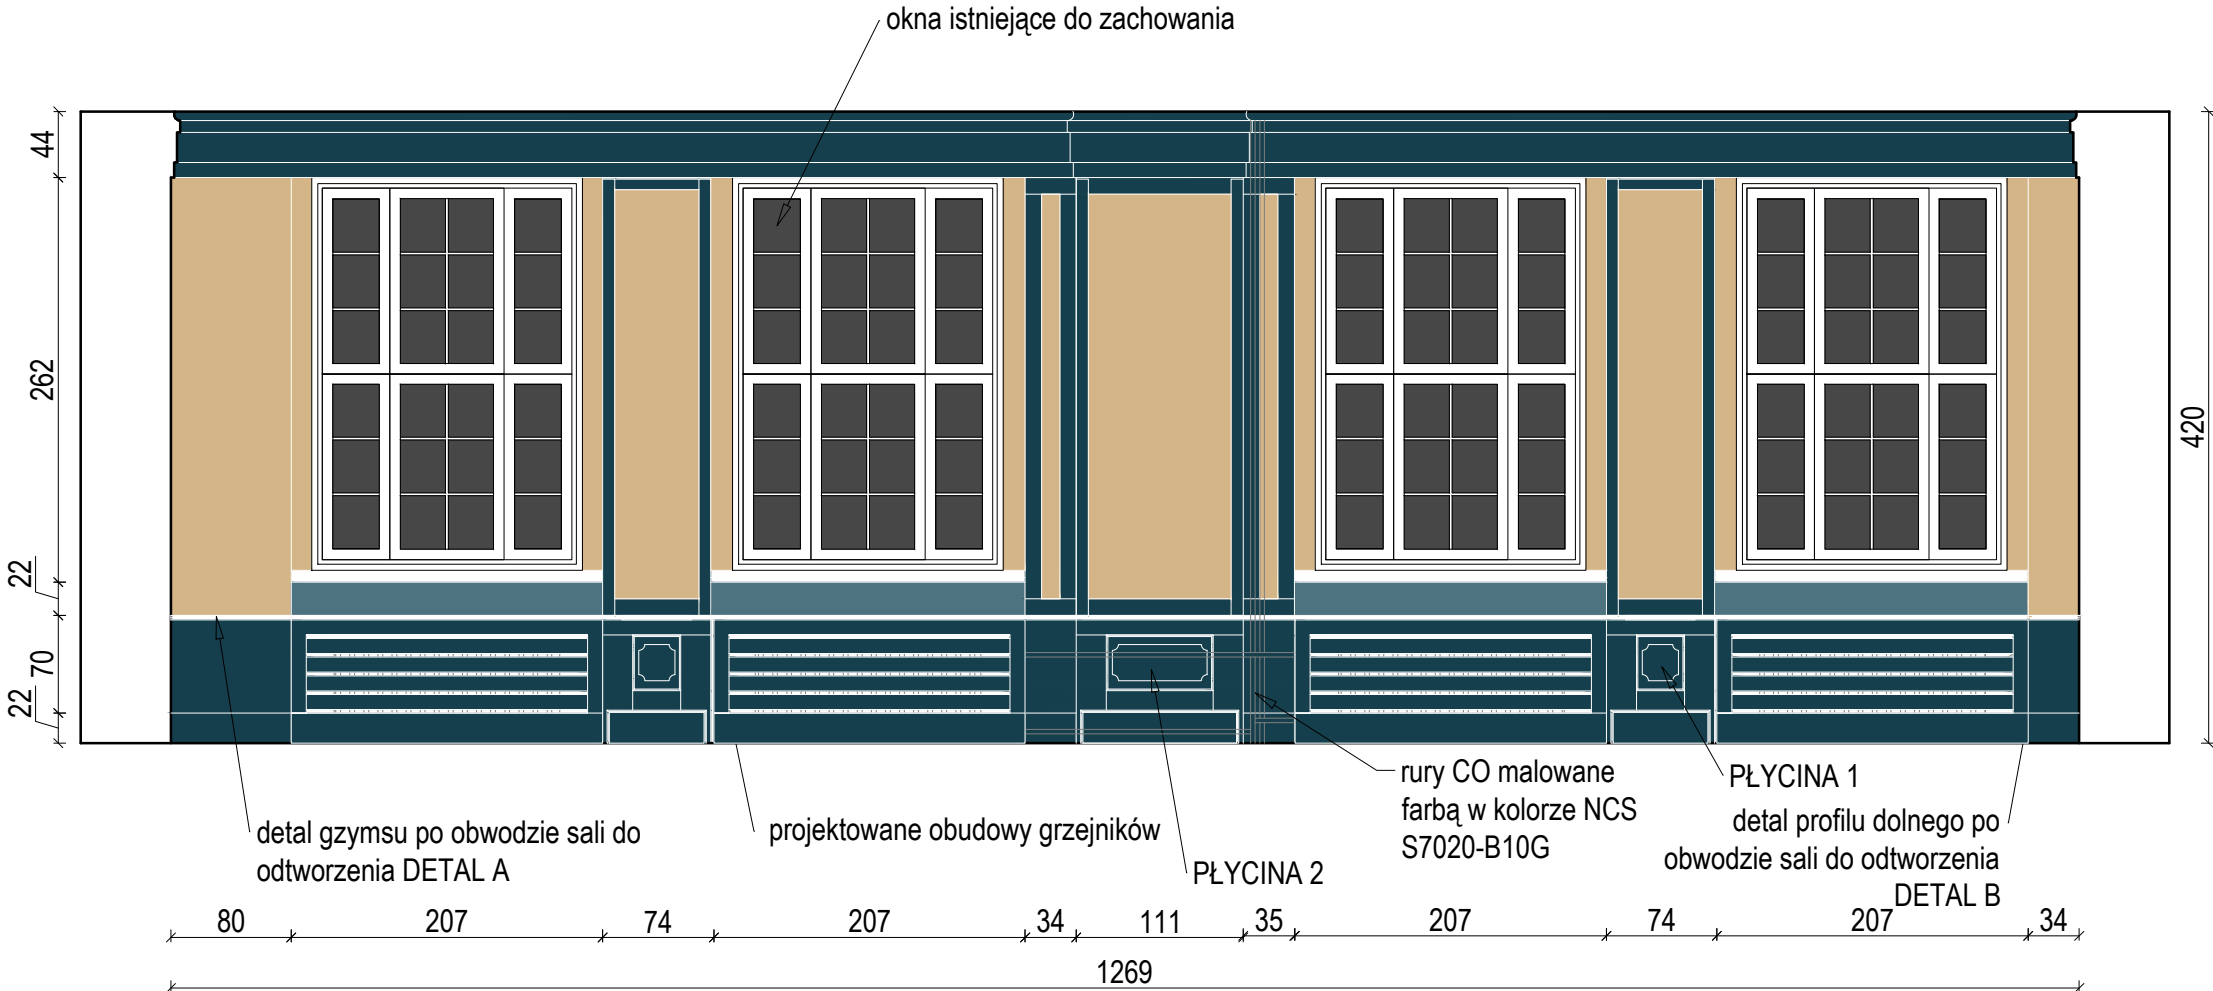 okna istniejące do zachowania
44
262
22
70
22
420
rury CO malowane
farbą w kolorze NCS
S7020-B10G
PŁYCINA 1
detal gzymsu po obwodzie sali do
odtworzenia DETAL A
projektowane obudowy grzejników
PŁYCINA 2
detal profilu dolnego po
obwodzie sali do odtworzenia
DETAL B
80 207 74 207 34 111 35 207 74 207 34
1269